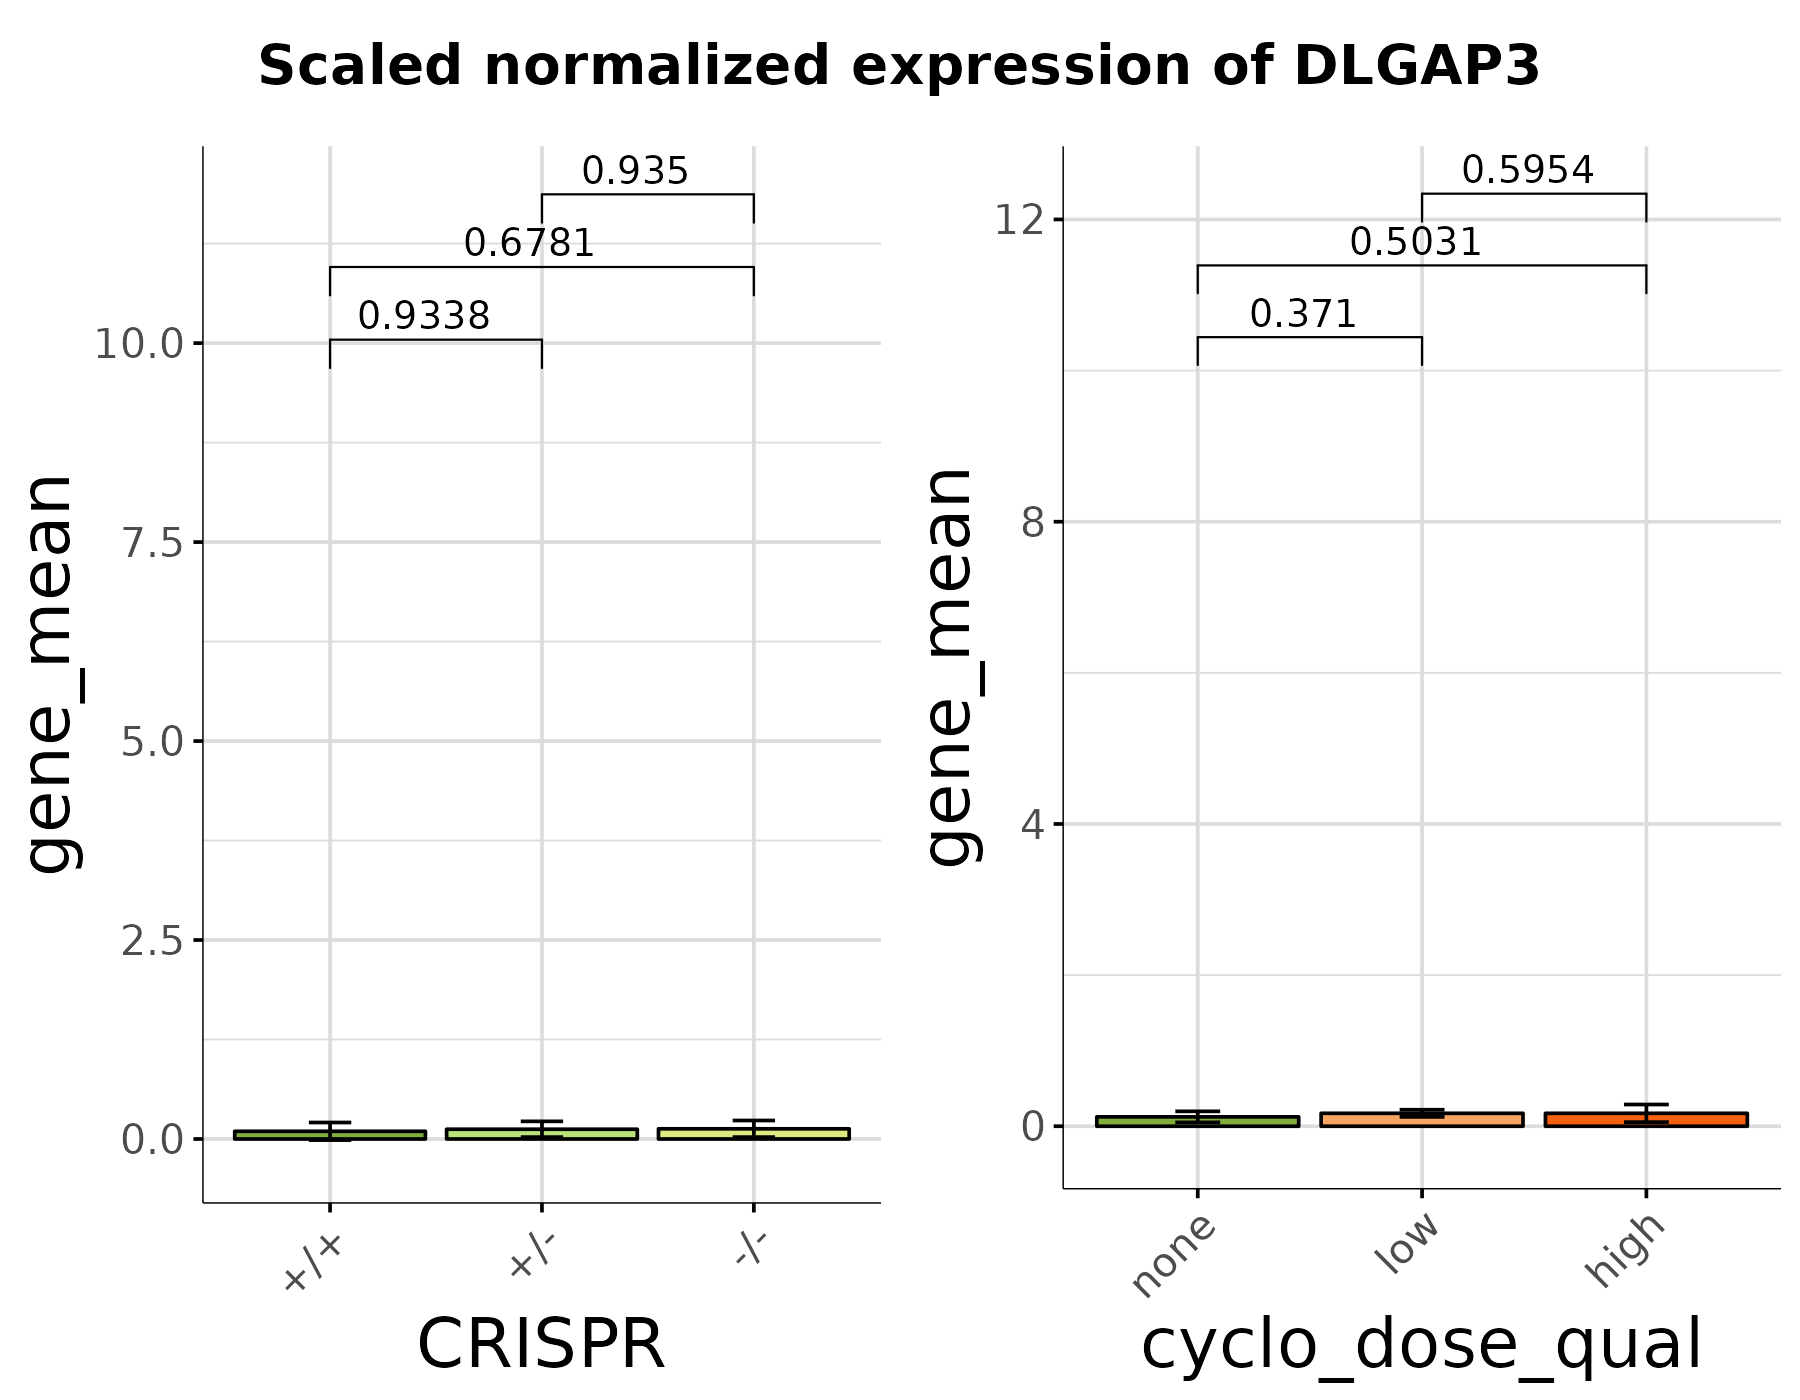 Scaled normalized expression of DLGAP3
gene_mean
10.0
7.5
5.0
2.5
0.0
0.935
0.6781
0.9338
+/+
+/-
-/-
CRISPR
gene_mean
12
8
4
0
0.5954
0.5031
0.371
none
low
high
cyclo_dose_qual